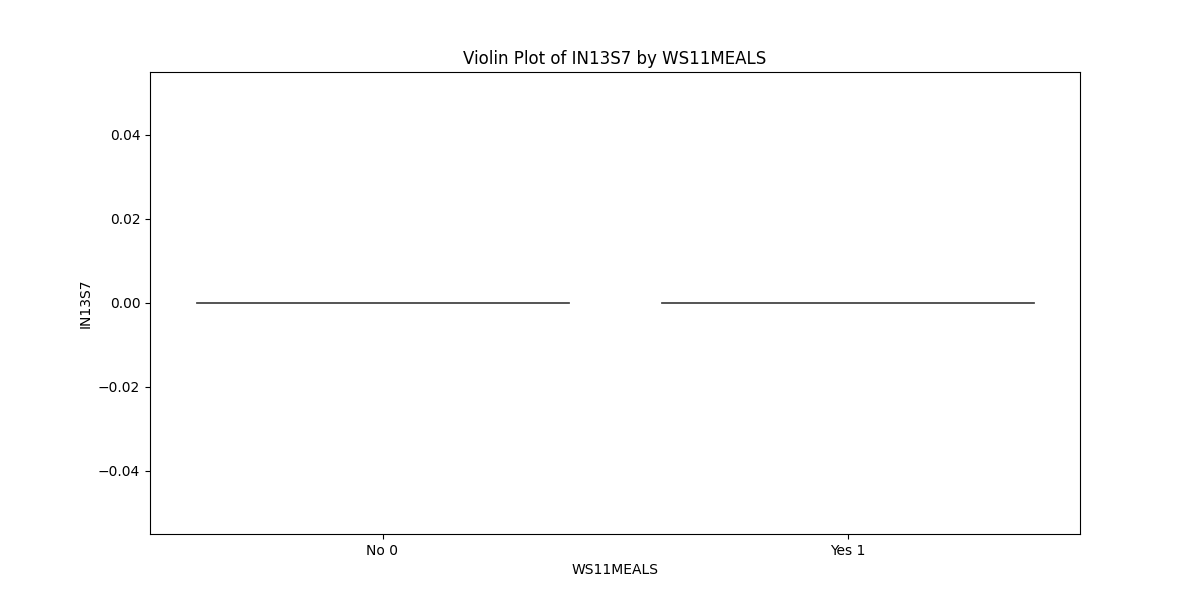 Violin Plot of IN13S7 by WS11MEALS
0.04
0.02
0.00
−0.02
−0.04
IN13S7
No 0
Yes 1
WS11MEALS